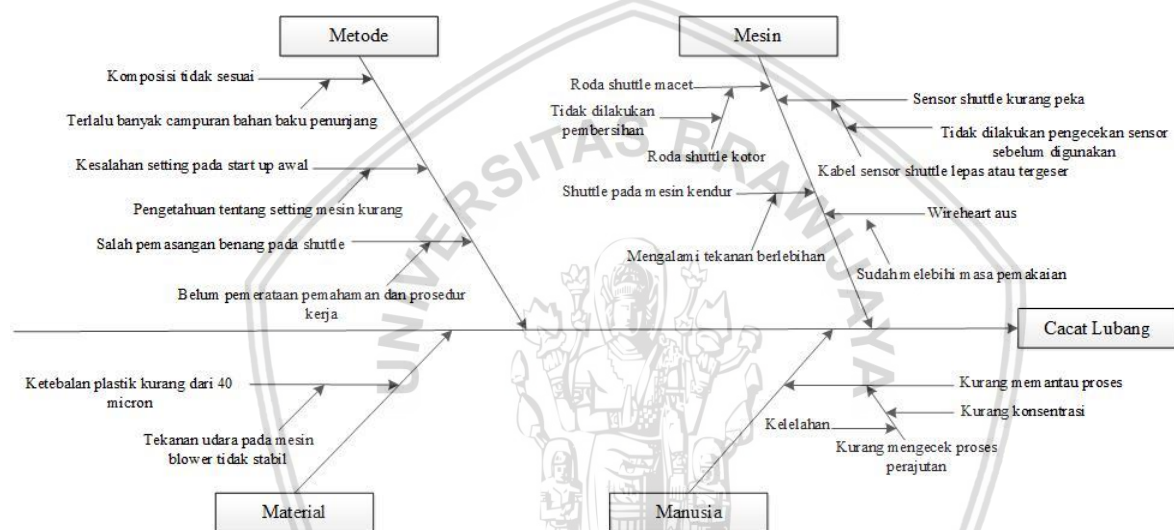 Metode
Mesin
Komposisi tidak sesuai
Terlalu banyak campuran bahan baku penunjang
Kesalahan setting pada start up awal
Pengetahuan tentang setting mesin kurang
Salah pemasangan benang pada shuttle
Belum pemerataan pemahaman dan prosedur
kerja
Roda shuttle macet
Tidak dilakukan
pembersihan
Roda shuttle kotor
Shuttle pada mesin kendur
Mengalami tekanan berlebihan
Sensor shuttle kurang peka
Tidak dilakukan pengecekan sensor
sebelum digunakan
Kabel sensor shuttle lepas atau tergeser
Wireheart aus
Sudah melebihi masa pemakaian
Cacat Lubang
Ketebalan plastik kurang dari 40
micron
Tekanan udara pada mesin
blower tidak stabil
Kurang memantau proses
Kurang konsentrasi
Kelelahan
Kurang mengecek proses
perajutan
Material
Manusia
UNIVERSITAS BRAWIJAYA